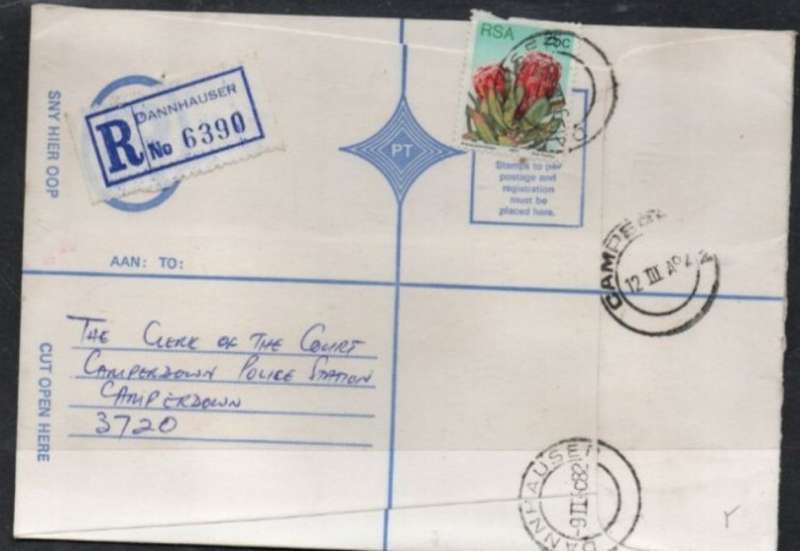 RSA
SNY HIER OOP
DANNHAUSER
R No 6390
PT
Stamps to pay
postage and
registration
must be
placed here.
AAN: TO:
CUT OPEN HERE
THE CLERK OF THE COURT
CAMPERDOWN POLICE STATION
CAMPERDOWN
3720
12 III
DANNHAUSE